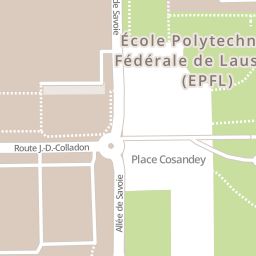 de Savoie
École Polytechn
Fédérale de Laus
(EPFL)
Route J.-D.-Colladon
Place Cosandey
Allée de Savoie